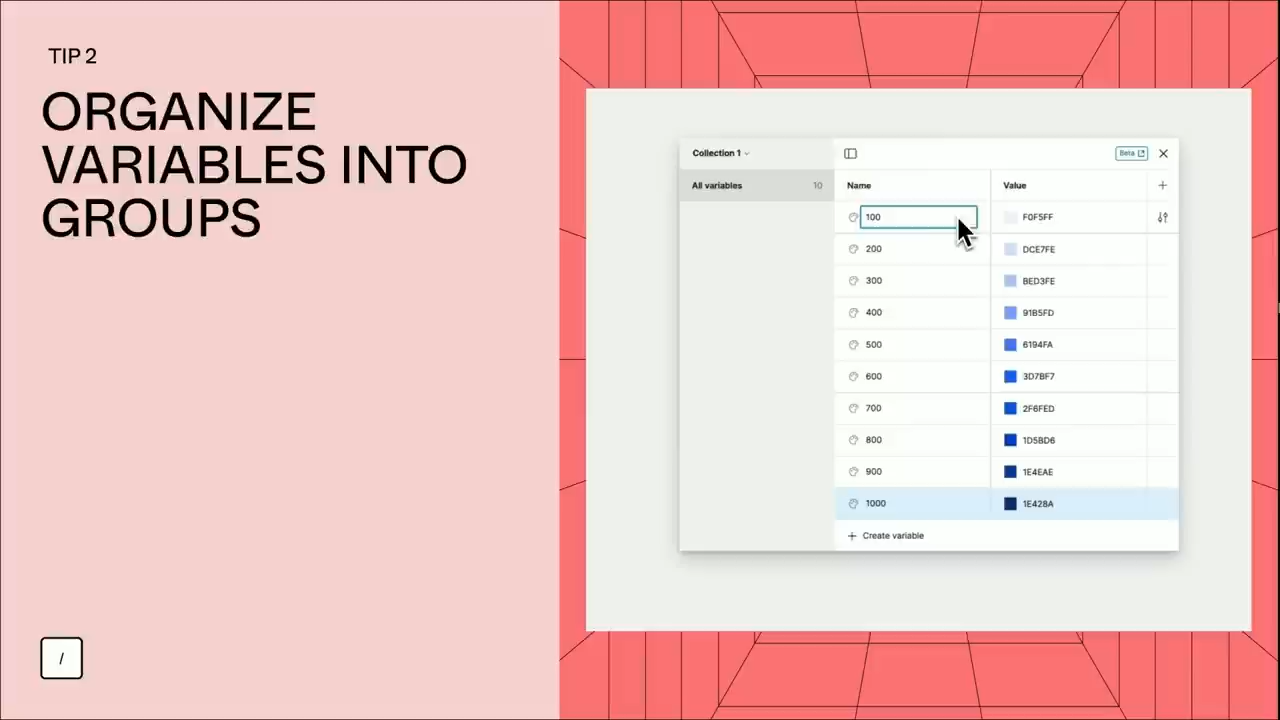 TIP 2
ORGANIZE
VARIABLES INTO
GROUPS
/
Collection 1
Beta
All variables 10
Name Value
100 F0F5FF
200 DCE7FE
300 BED3FE
400 91B5FD
500 6194FA
600 3D7BF7
700 2F6FED
800 1D5BD6
900 1E4EAE
1000 1E428A
Create variable